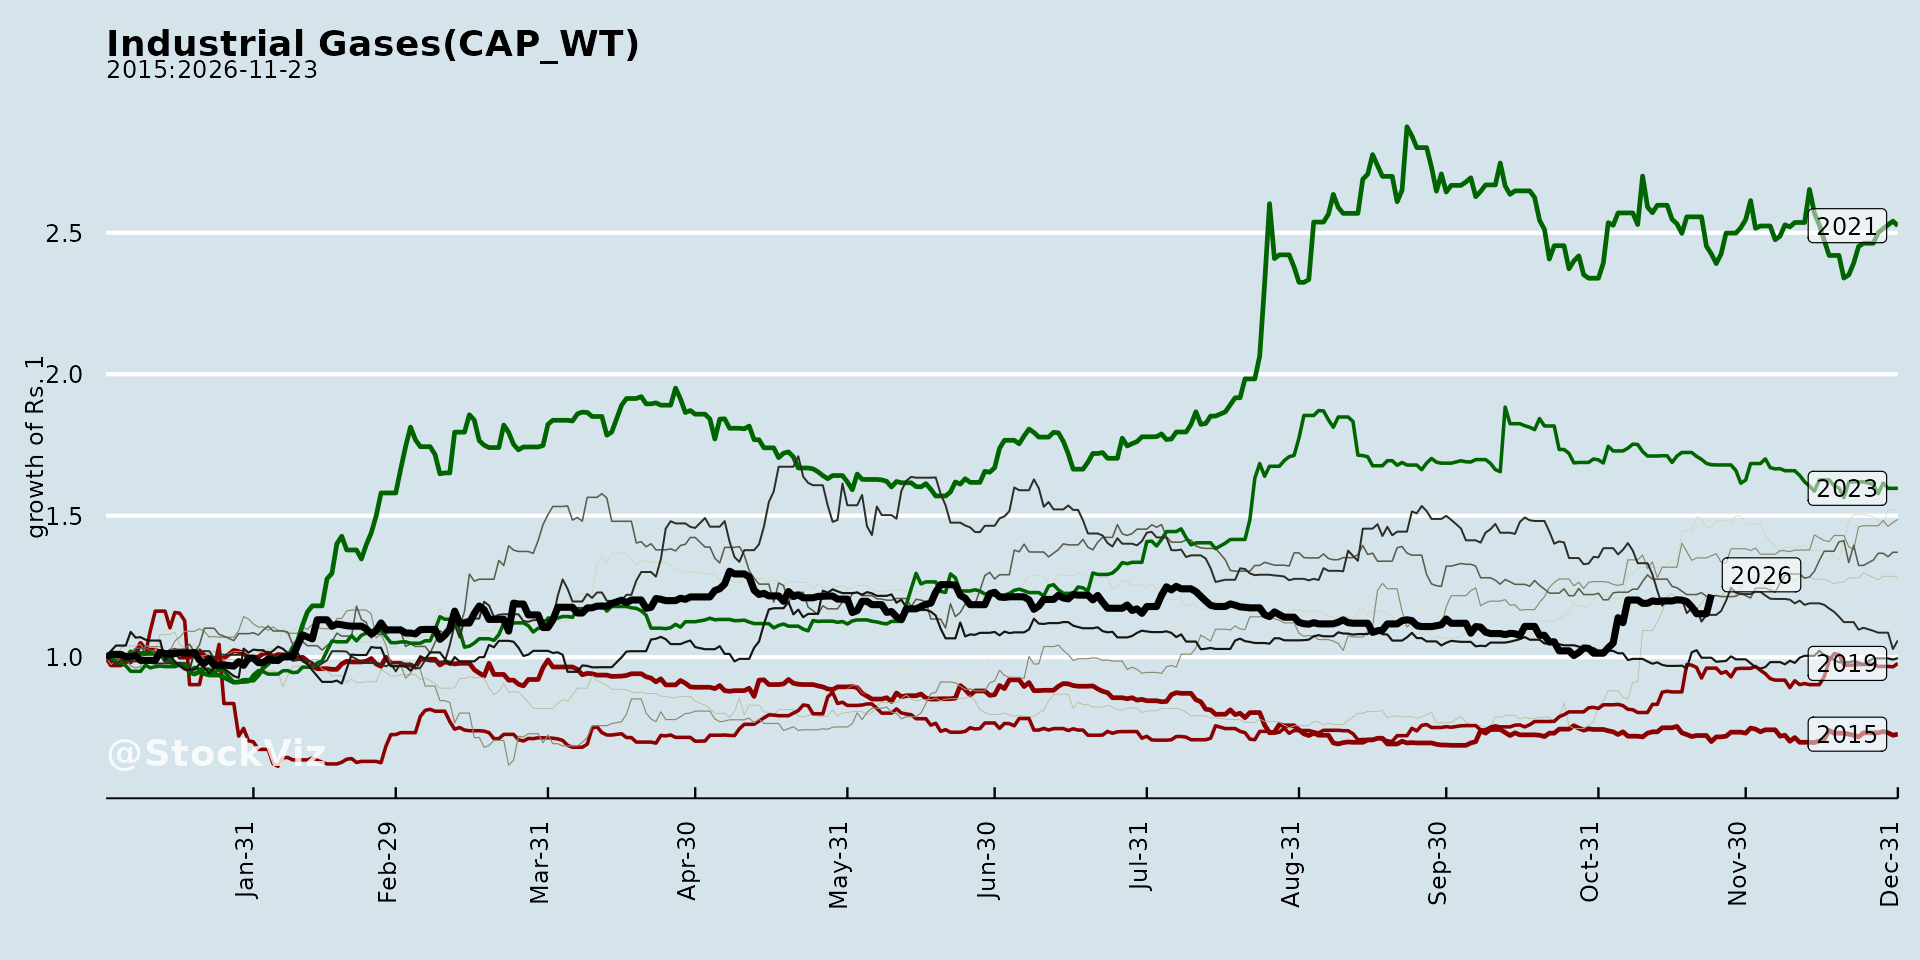 Industrial Gases(CAP_WT)
2015:2026-11-23
growth of Rs. 1
2.5
2.0
1.5
1.0
2021
2023
2026
2019
2015
@StockViz
Jan-31
Feb-29
Mar-31
Apr-30
May-31
Jun-30
Jul-31
Aug-31
Sep-30
Oct-31
Nov-30
Dec-31